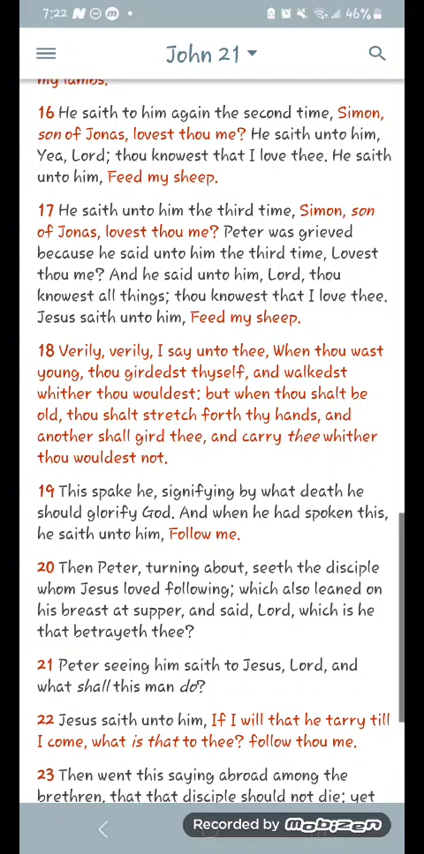 7:22 N m 46%
John 21
my lambs.
16 He saith to him again the second time, Simon,
son of Jonas, lovest thou me? He saith unto him,
Yea, Lord; thou knowest that I love thee. He saith
unto him, Feed my sheep.
17 He saith unto him the third time, Simon, son
of Jonas, lovest thou me? Peter was grieved
because he said unto him the third time, Lovest
thou me? And he said unto him, Lord, thou
knowest all things; thou knowest that I love thee.
Jesus saith unto him, Feed my sheep.
18 Verily, verily, I say unto thee, When thou wast
young, thou girdedst thyself, and walkedst
whither thou wouldest: but when thou shalt be
old, thou shalt stretch forth thy hands, and
another shall gird thee, and carry thee whither
thou wouldest not.
19 This spake he, signifying by what death he
should glorify God. And when he had spoken this,
he saith unto him, Follow me.
20 Then Peter, turning about, seeth the disciple
whom Jesus loved following; which also leaned on
his breast at supper, and said, Lord, which is he
that betrayeth thee?
21 Peter seeing him saith to Jesus, Lord, and
what shall this man do?
22 Jesus saith unto him, If I will that he tarry till
I come, what is that to thee? follow thou me.
23 Then went this saying abroad among the
brethren, that that disciple should not die: yet
Recorded by mobizen